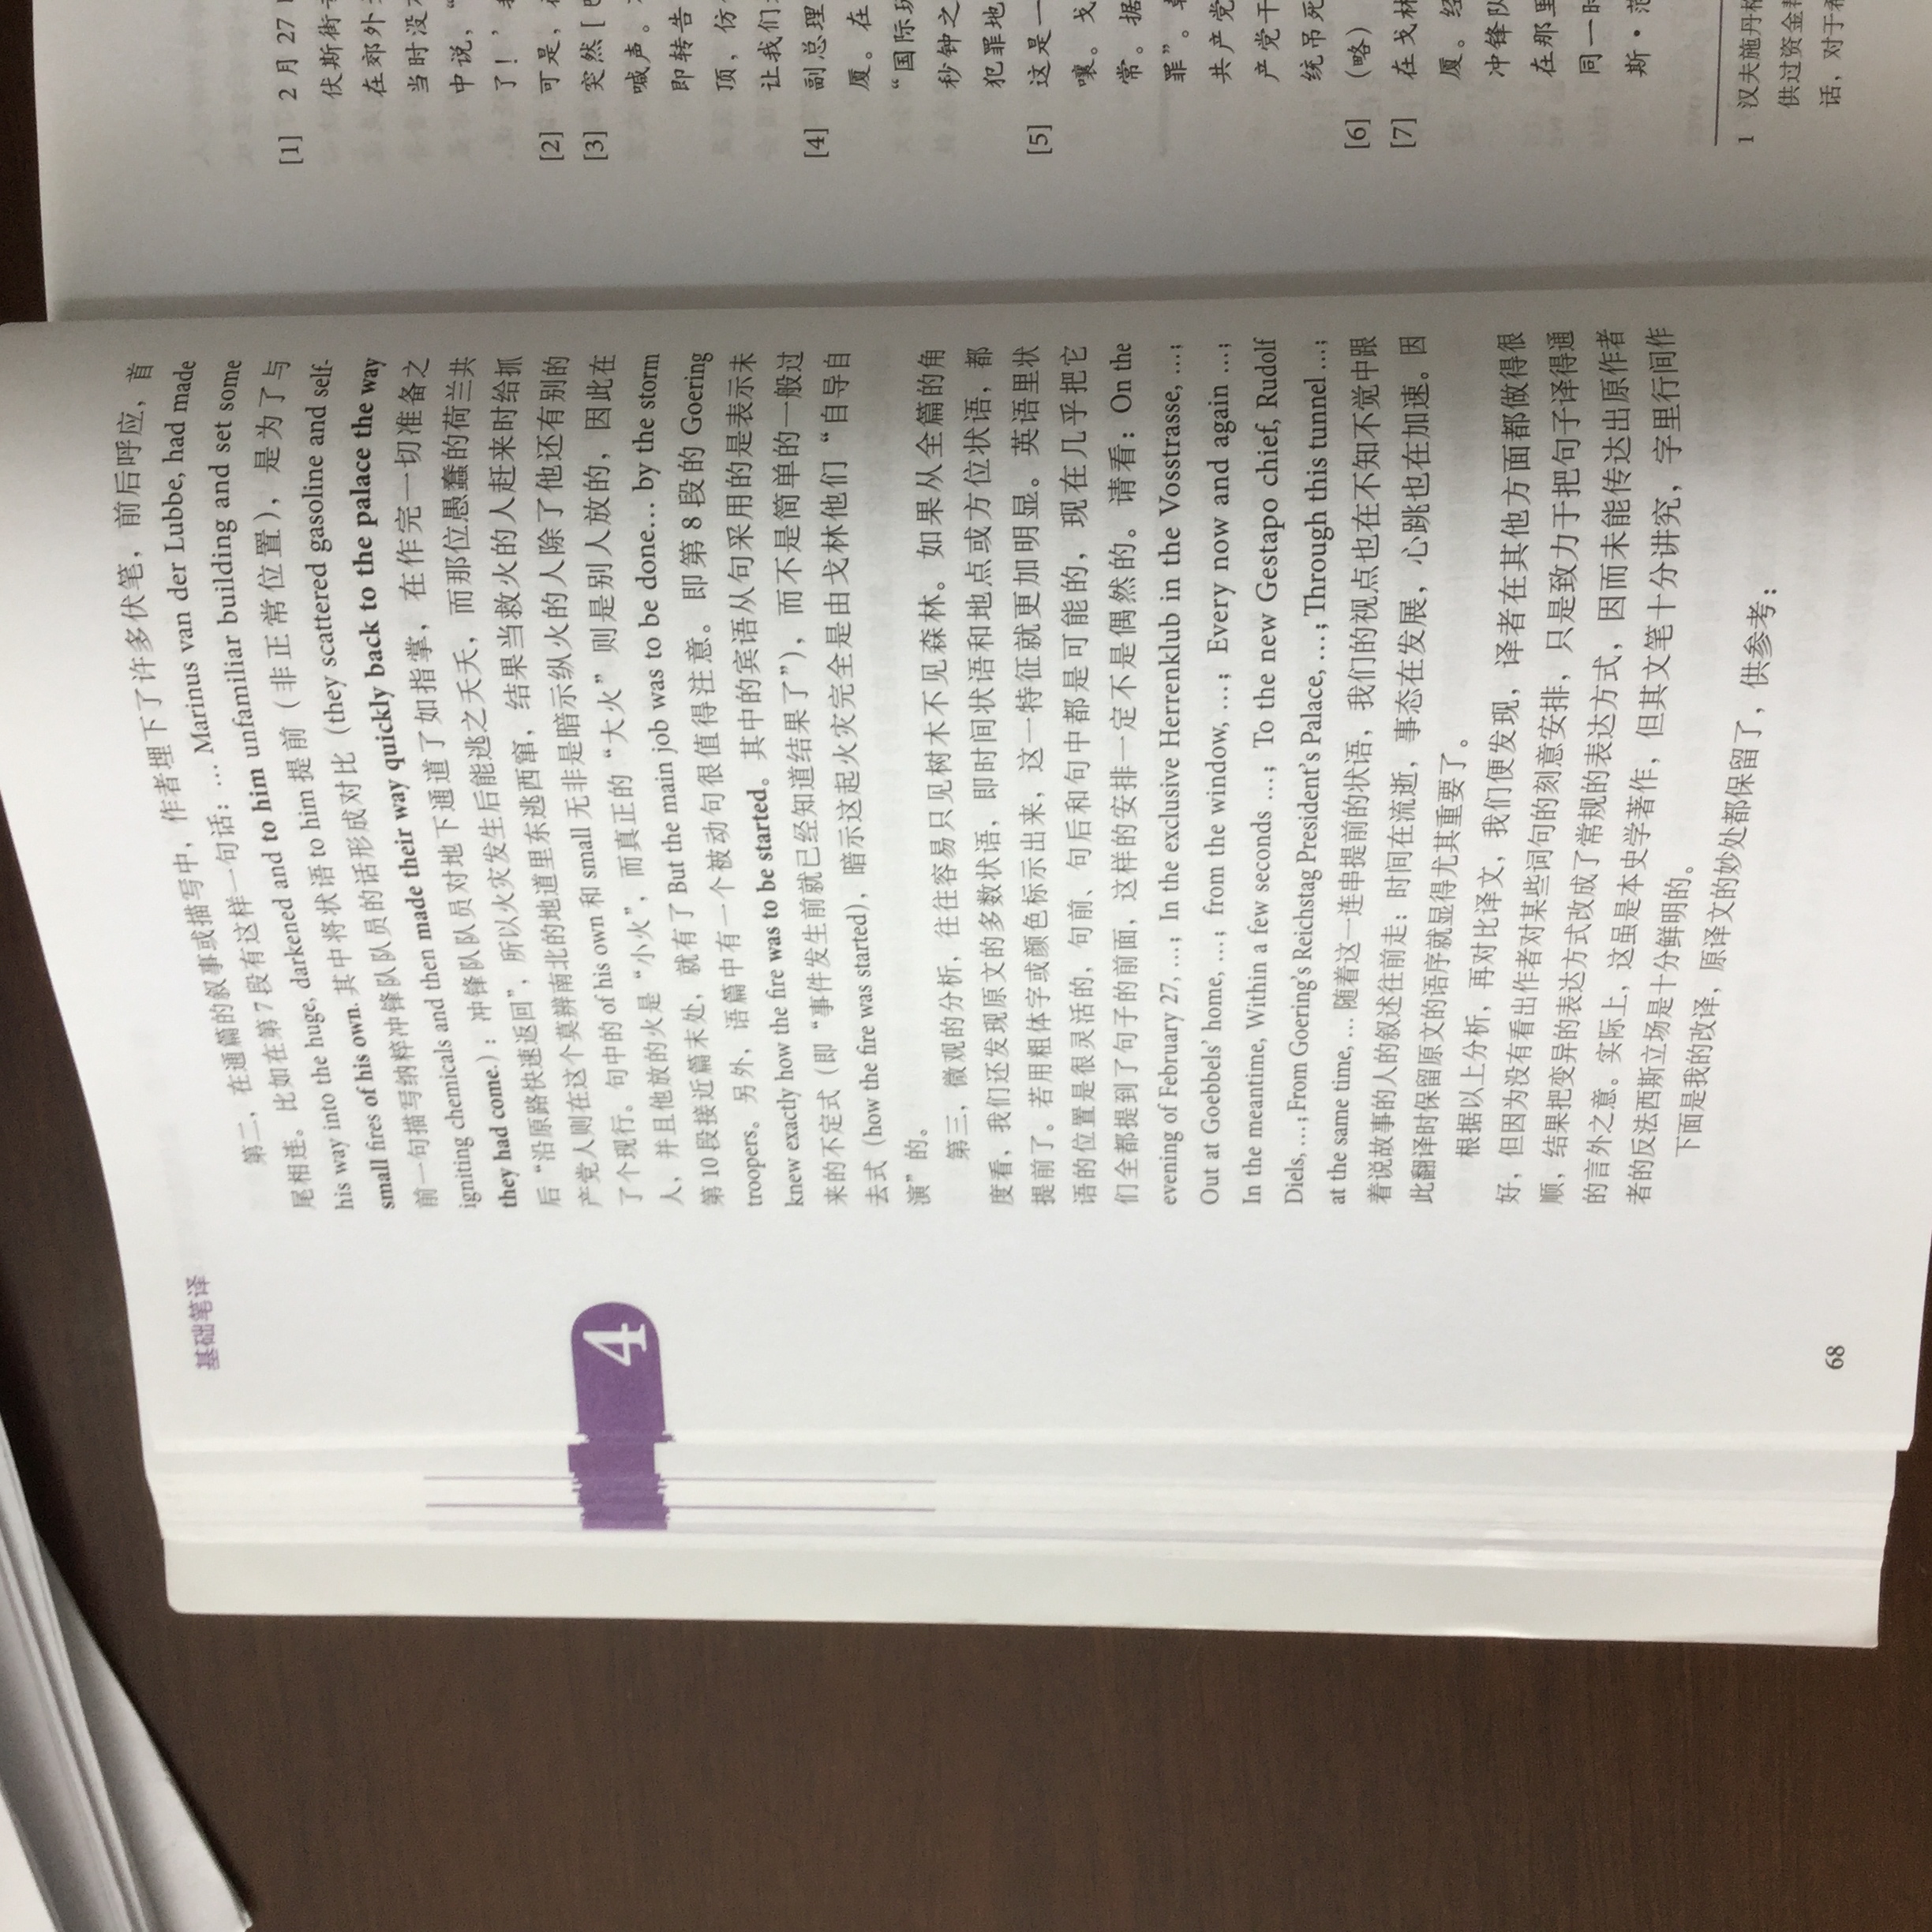 基础笔译
第二，在通篇的叙事或描写中，作者埋下了许多伏笔，前后呼应，首
尾相连。比如在第7段有这样一句话：… Marinus van der Lubbe, had made
his way into the huge, darkened and to him unfamiliar building and set some
small fires of his own. 其中将状语 to him 提前（非正常位置），是为了与
前一句描写纳粹冲锋队队员的话形成对比（they scattered gasoline and self-
igniting chemicals and then made their way quickly back to the palace the way
they had come.）：冲锋队队员对地下通道了如指掌，在作完一切准备之
后“沿原路快速返回”，所以火灾发生后能逃之夭夭，而那位愚蠢的荷兰共
产党人则在这个莫辨南北的地道里东逃西窜，结果当救火的人赶来时给抓
了个现行。句中的 of his own 和 small 无非是暗示纵火的人除了他还有别的
人，并且他放的火是“小火”，而真正的“大火”则是别人放的，因此在
第10段接近篇末处，就有了 But the main job was to be done… by the storm
troopers。另外，语篇中有一个被动句很值得注意。即第8段的 Goering
knew exactly how the fire was to be started。其中的宾语从句采用的是表示未
来的不定式（即“事件发生前就已经知道结果了”），而不是简单的一般过
去式（how the fire was started），暗示这起火灾完全是由戈林他们“自导自
演”的。
第三，微观的分析，往往容易只见树木不见森林。如果从全篇的角
度看，我们还发现原文的多数状语，即时间状语和地点或方位状语，都
提前了。若用粗体字或颜色标示出来，这一特征就更加明显。英语里状
语的位置是很灵活的，句前、句后和句中都是可能的，现在几乎把它
们全都提到了句子的前面，这样的安排一定不是偶然的。请看：On the
evening of February 27, …; In the exclusive Herrenklub in the Vosstrasse, …;
Out at Goebbels' home, …; from the window, …; Every now and again …;
In the meantime, Within a few seconds …; To the new Gestapo chief, Rudolf
Diels,…; From Goering's Reichstag President's Palace, …; Through this tunnel …;
at the same time, … 随着这一连串提前的状语，我们的视点也在不知不觉中跟
着说故事的人的叙述往前走：时间在流逝，事态在发展，心跳也在加速。因
此翻译时保留原文的语序就显得尤其重要了。
根据以上分析，再对比译文，我们便发现，译者在其他方面都做得很
好，但因为没有看出作者对某些词句的刻意安排，只是致力于把句子译得通
顺，结果把变异的表达方式改成了常规的表达方式，因而未能传达出原作者
的言外之意。实际上，这虽是本史学著作，但其文笔十分讲究，字里行间作
者的反法西斯立场是十分鲜明的。
下面是我的改译，原译文的妙处都保留了，供参考：
4
68
[1] 2月27
伏斯街
在郊外
当时没
中说，“
了！’
[2] 可是，
[3] 突然［
喊声。
即转告
顶，仿
让我们
[4] 副总理
厦。在
“国际
秒钟之
犯罪地
[5] 这是一
嚷。戈
常。据
罪”。
共产党
产党干
统吊死
[6] （略）
[7] 在戈林
厦。经
冲锋队
在那里
同一时
斯·范
1 汉夫施丹格
供过资金
话，对于